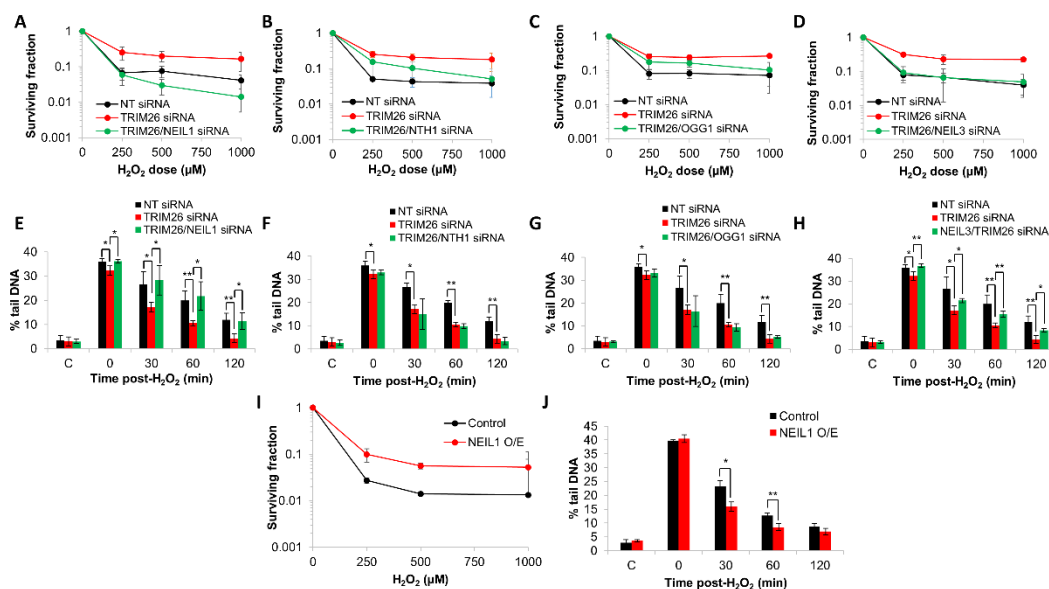 A
Surviving fraction
1
0.1
0.01
0.001
NT siRNA
TRIM26 siRNA
TRIM26/NEIL1 siRNA
0 250 500 750 1000
H₂O₂ dose (µM)
B
Surviving fraction
1
0.1
0.01
0.001
NT siRNA
TRIM26 siRNA
TRIM26/NTH1 siRNA
0 250 500 750 1000
H₂O₂ dose (µM)
C
Surviving fraction
1
0.1
0.01
0.001
NT siRNA
TRIM26 siRNA
TRIM26/OGG1 siRNA
0 250 500 750 1000
H₂O₂ dose (µM)
D
Surviving fraction
1
0.1
0.01
0.001
NT siRNA
TRIM26 siRNA
TRIM26/NEIL3 siRNA
0 250 500 750 1000
H₂O₂ dose (µM)
E
NT siRNA
TRIM26 siRNA
TRIM26/NEIL1 siRNA
% tail DNA
40
30
20
10
0
* *
* *
** *
** *
C 0 30 60 120
Time post-H₂O₂ (min)
F
NT siRNA
TRIM26 siRNA
TRIM26/NTH1 siRNA
% tail DNA
40
30
20
10
0
*
*
**
**
C 0 30 60 120
Time post-H₂O₂ (min)
G
NT siRNA
TRIM26 siRNA
TRIM26/OGG1 siRNA
% tail DNA
40
30
20
10
0
*
*
**
**
C 0 30 60 120
Time post-H₂O₂ (min)
H
NT siRNA
TRIM26 siRNA
NEIL3/TRIM26 siRNA
% tail DNA
40
30
20
10
0
* **
* *
** **
** *
C 0 30 60 120
Time post-H₂O₂ (min)
I
Surviving fraction
1
0.1
0.01
0.001
Control
NEIL1 O/E
0 250 500 750 1000
H₂O₂ (µM)
J
Control
NEIL1 O/E
% tail DNA
45
40
35
30
25
20
15
10
5
0
*
**
C 0 30 60 120
Time post-H₂O₂ (min)